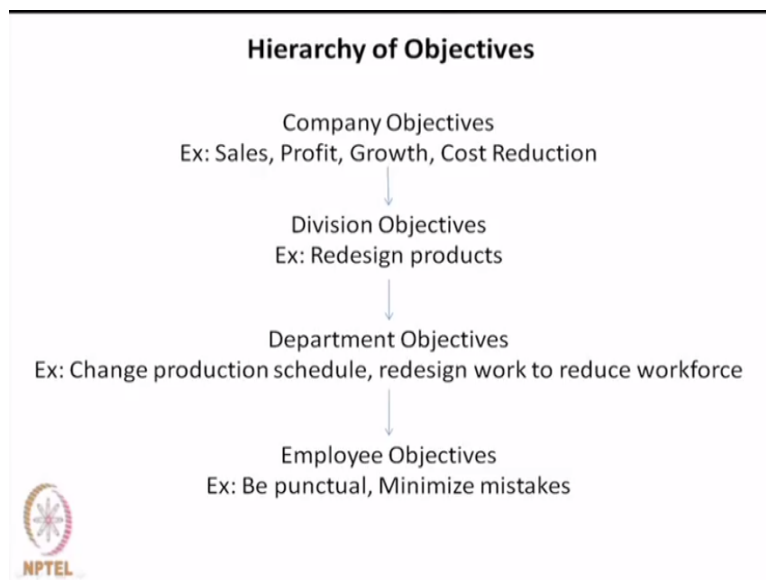 Hierarchy of Objectives
Company Objectives
Ex: Sales, Profit, Growth, Cost Reduction
Division Objectives
Ex: Redesign products
Department Objectives
Ex: Change production schedule, redesign work to reduce workforce
Employee Objectives
Ex: Be punctual, Minimize mistakes
NPTEL